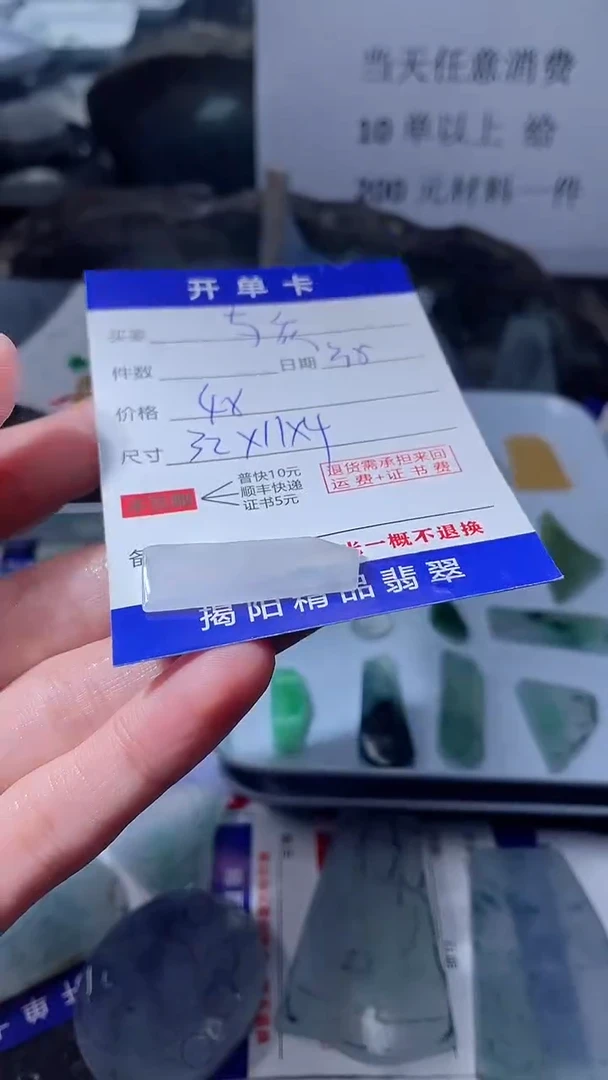 当天任意消费
10单以上 给
200元材料一件
开单卡
买家
件数 日期
价格 4x
尺寸 32x11x4
普快10元
顺丰快递
证书5元
退货需承担来回
运费+证书费
备
一概不退换
揭阳精品翡翠